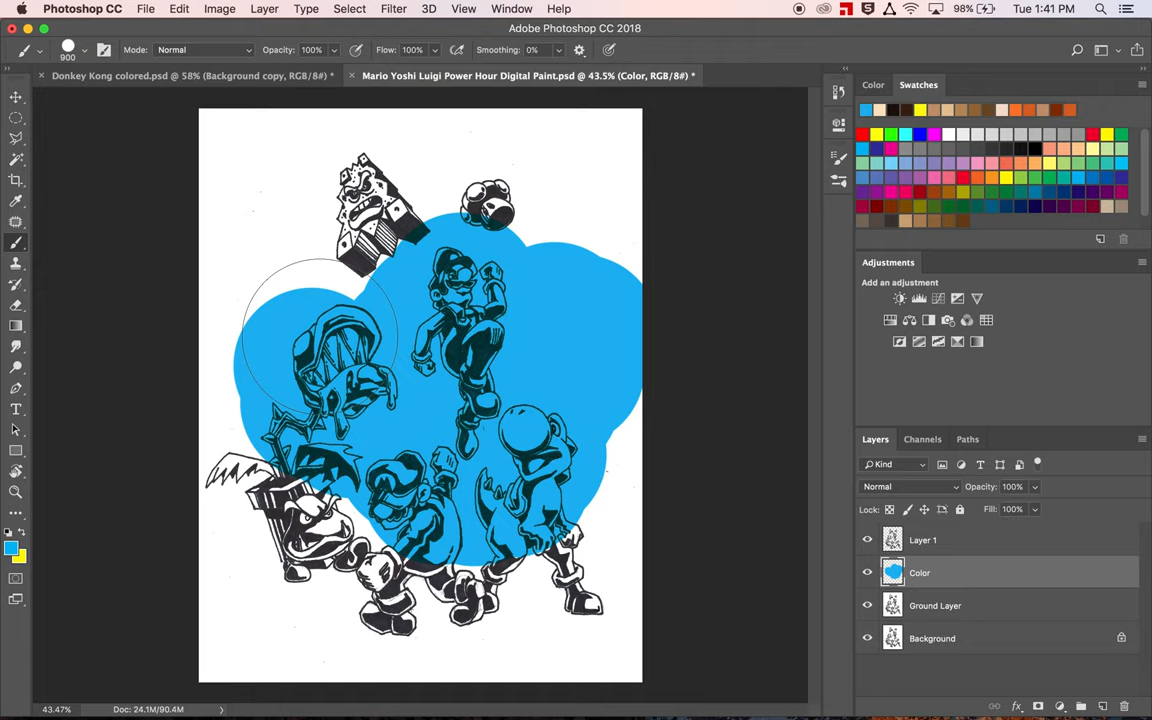 Photoshop CC File Edit Image Layer Type Select Filter 3D View Window Help 98% Tue 1:41 PM
Adobe Photoshop CC 2018
900 Mode: Normal Opacity: 100% Flow: 100% Smoothing: 0%
Donkey Kong colored.psd @ 58% (Background copy, RGB/8#) *
Mario Yoshi Luigi Power Hour Digital Paint.psd @ 43.5% (Color, RGB/8#) *
Color Swatches
Adjustments
Add an adjustment
Layers Channels Paths
Kind
Normal Opacity: 100%
Lock: Fill: 100%
Layer 1
Color
Ground Layer
Background
43.47% Doc: 24.1M/90.4M